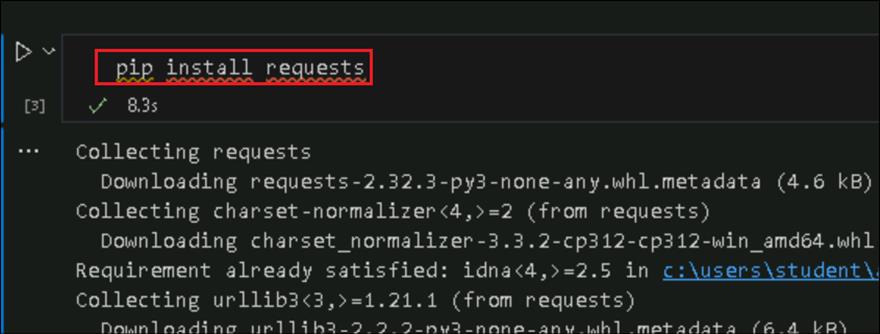 pip install requests
[3]
8.3s
...
Collecting requests
Downloading requests-2.32.3-py3-none-any.whl.metadata (4.6 kB)
Collecting charset-normalizer<4,>=2 (from requests)
Downloading charset_normalizer-3.3.2-cp312-cp312-win_amd64.whl
Requirement already satisfied: idna<4,>=2.5 in c:\users\student\
Collecting urllib3<3,>=1.21.1 (from requests)
Downloading urllib3-2.2.2-py3-none-any.whl.metadata (6.4 kB)